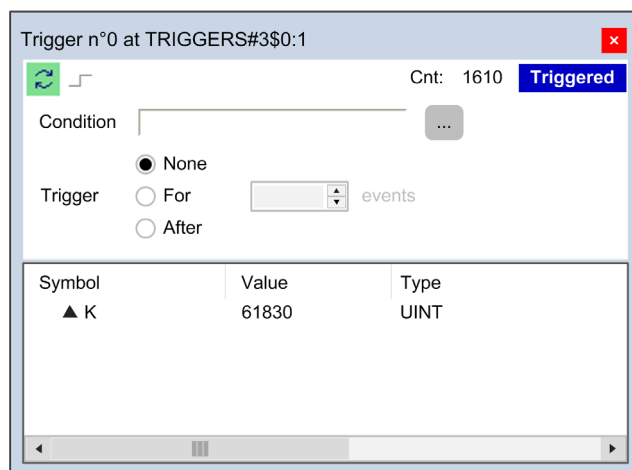 Trigger n°0 at TRIGGERS#3$0:1
Cnt: 1610 Triggered
Condition ...
None
Trigger For events
After
Symbol Value Type
K 61830 UINT